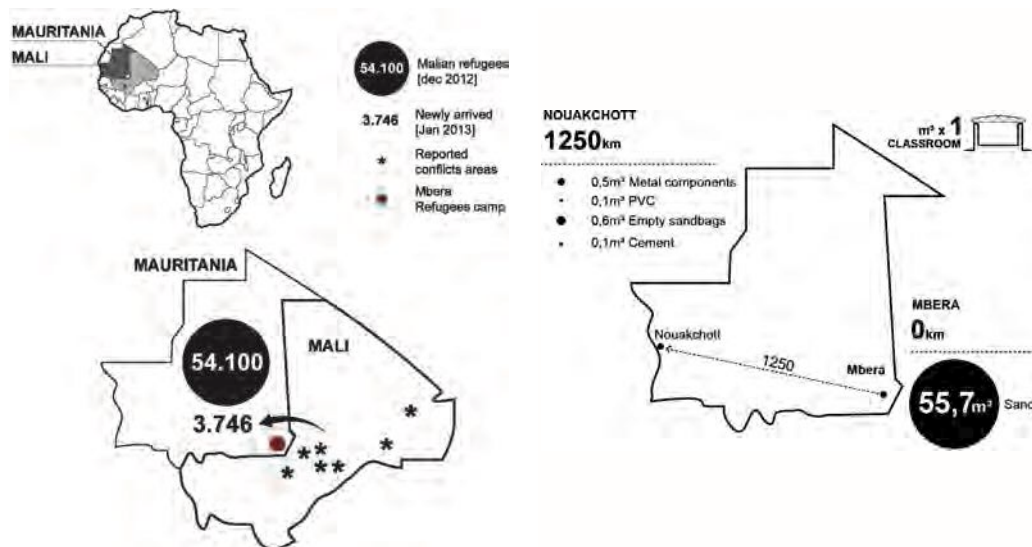 MAURITANIA
MALI
54.100
Malian refugees
[dec 2012]
3.746
Newly arrived
[Jan 2013]
*
Reported
conflicts areas
Mbera
Refugees camp
MAURITANIA
54.100
MALI
3.746
NOUAKCHOTT
1250km
0,5m³ Metal components
0,1m³ PVC
0,6m³ Empty sandbags
0,1m³ Cement
m³ x 1
CLASSROOM
Nouakchott
1250
Mbera
MBERA
0km
55,7m³
Sand